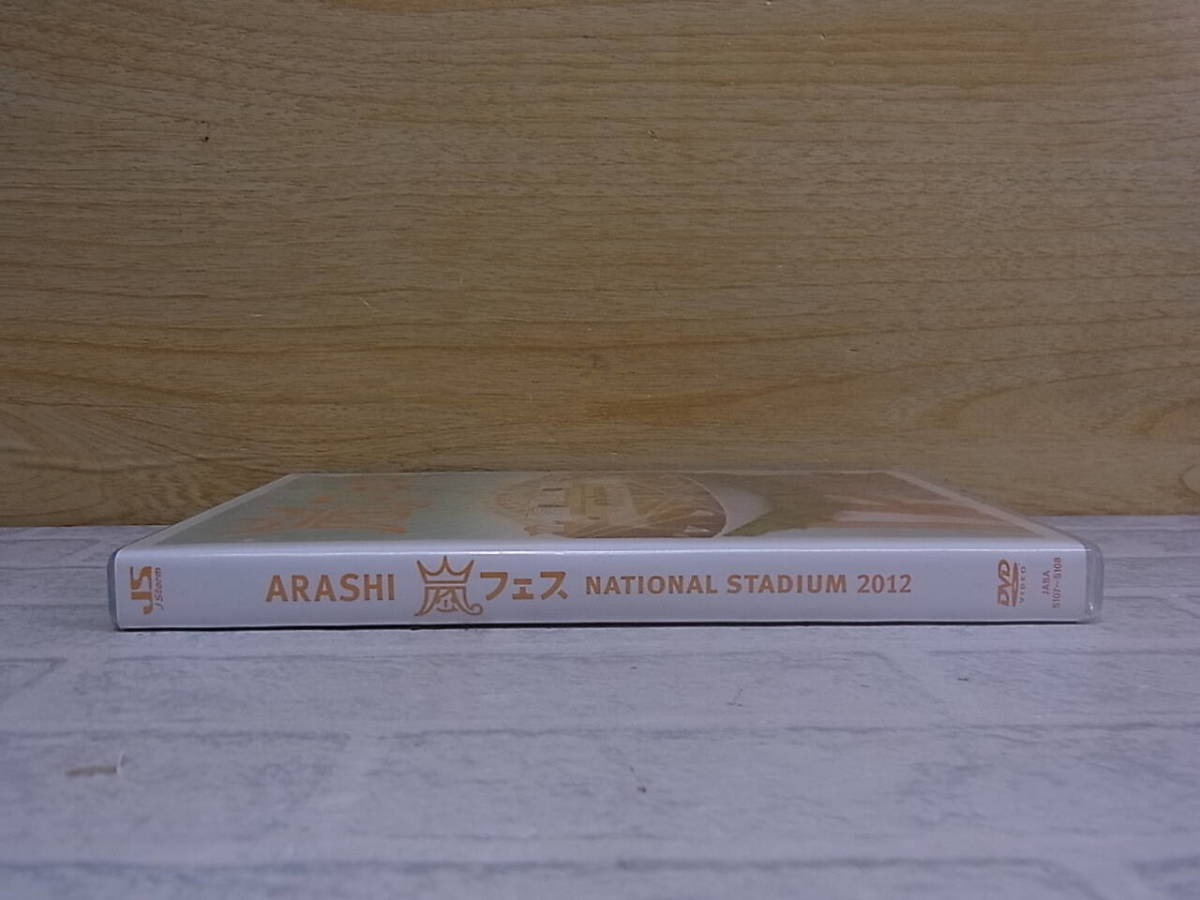 JS
J Storm
ARASHI 嵐フェス NATIONAL STADIUM 2012
DVD
VIDEO
JABA
5107~5108